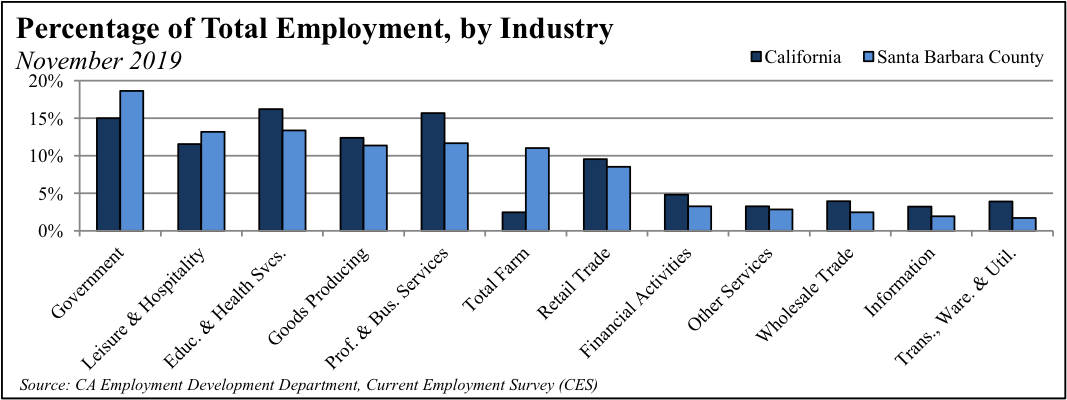 Percentage of Total Employment, by Industry
November 2019
California
Santa Barbara County
20%
15%
10%
5%
0%
Government
Leisure & Hospitality
Educ. & Health Svcs.
Goods Producing
Prof. & Bus. Services
Total Farm
Retail Trade
Financial Activities
Other Services
Wholesale Trade
Information
Trans., Ware. & Util.
Source: CA Employment Development Department, Current Employment Survey (CES)